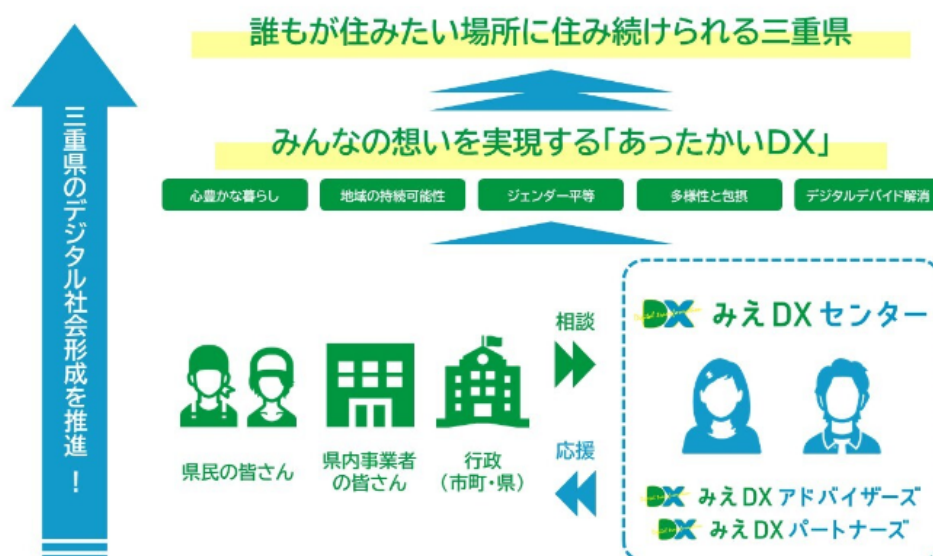 誰もが住みたい場所に住み続けられる三重県
みんなの想いを実現する「あったかいDX」
心豊かな暮らし
地域の持続可能性
ジェンダー平等
多様性と包摂
デジタルデバイド解消
三重県のデジタル社会形成を推進！
県民の皆さん
県内事業者
の皆さん
行政
（市町・県）
相談
応援
DX みえDXセンター
DX みえDXアドバイザーズ
DX みえDXパートナーズ